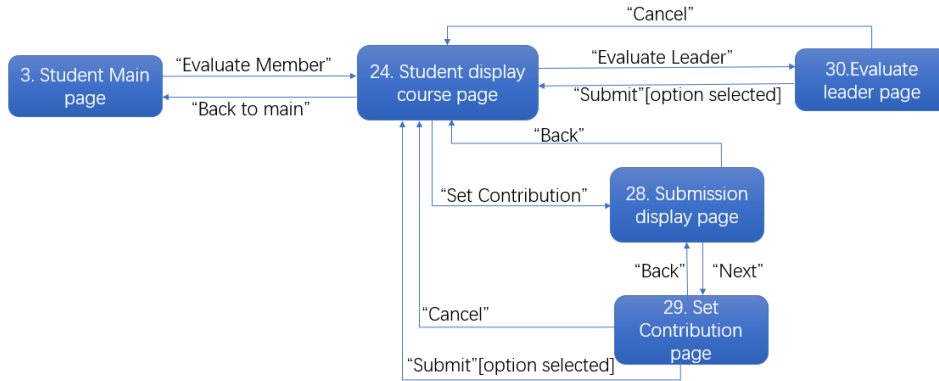 “Cancel”
3. Student Main
page
“Evaluate Member”
“Back to main”
24. Student display
course page
“Evaluate Leader”
“Submit”[option selected]
30.Evaluate
leader page
“Back”
“Set Contribution”
28. Submission
display page
“Back”
“Next”
“Cancel”
29. Set
Contribution
page
“Submit”[option selected]